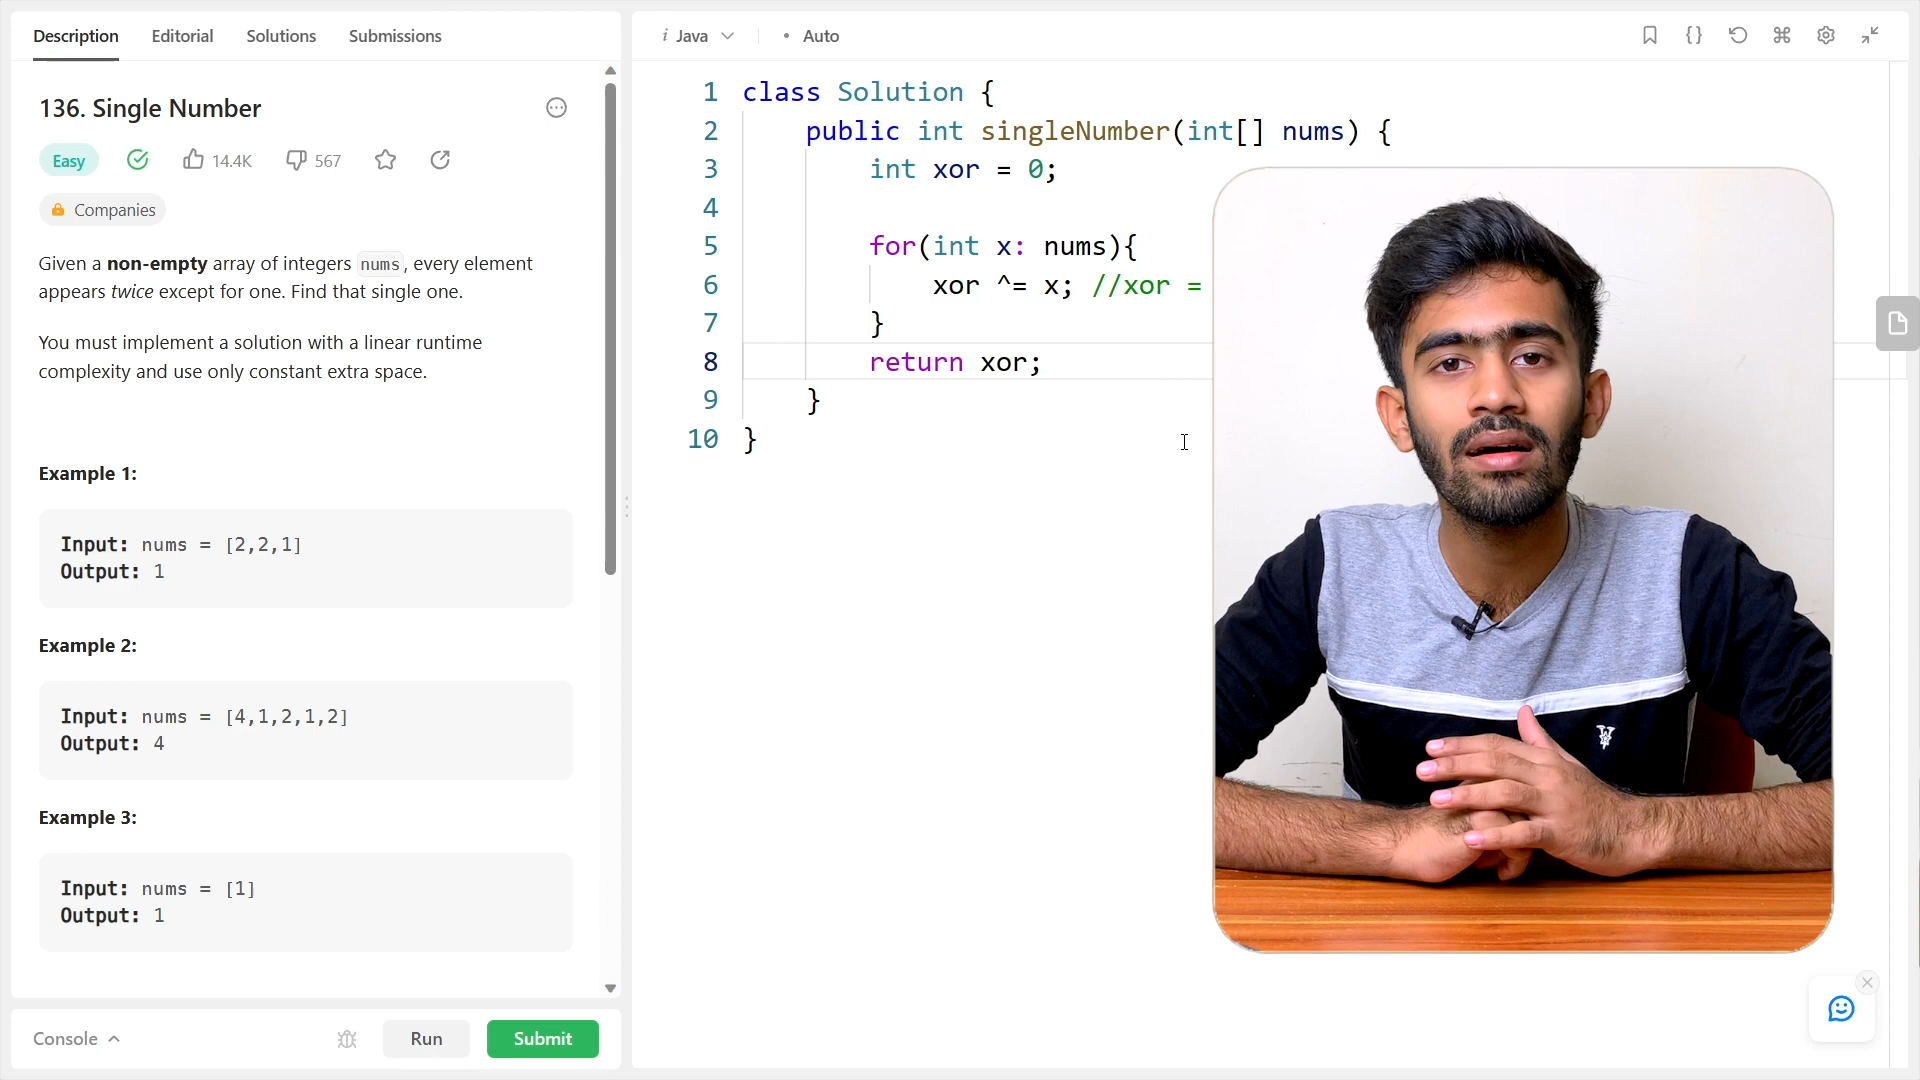 Description Editorial Solutions Submissions
136. Single Number
Easy 14.4K 567
Companies
Given a non-empty array of integers nums, every element
appears twice except for one. Find that single one.
You must implement a solution with a linear runtime
complexity and use only constant extra space.
Example 1:
Input: nums = [2,2,1]
Output: 1
Example 2:
Input: nums = [4,1,2,1,2]
Output: 4
Example 3:
Input: nums = [1]
Output: 1
Console Run Submit
i Java • Auto
{}
1 class Solution {
2 public int singleNumber(int[] nums) {
3 int xor = 0;
4
5 for(int x: nums){
6 xor ^= x; //xor =
7 }
8 return xor;
9 }
10 }